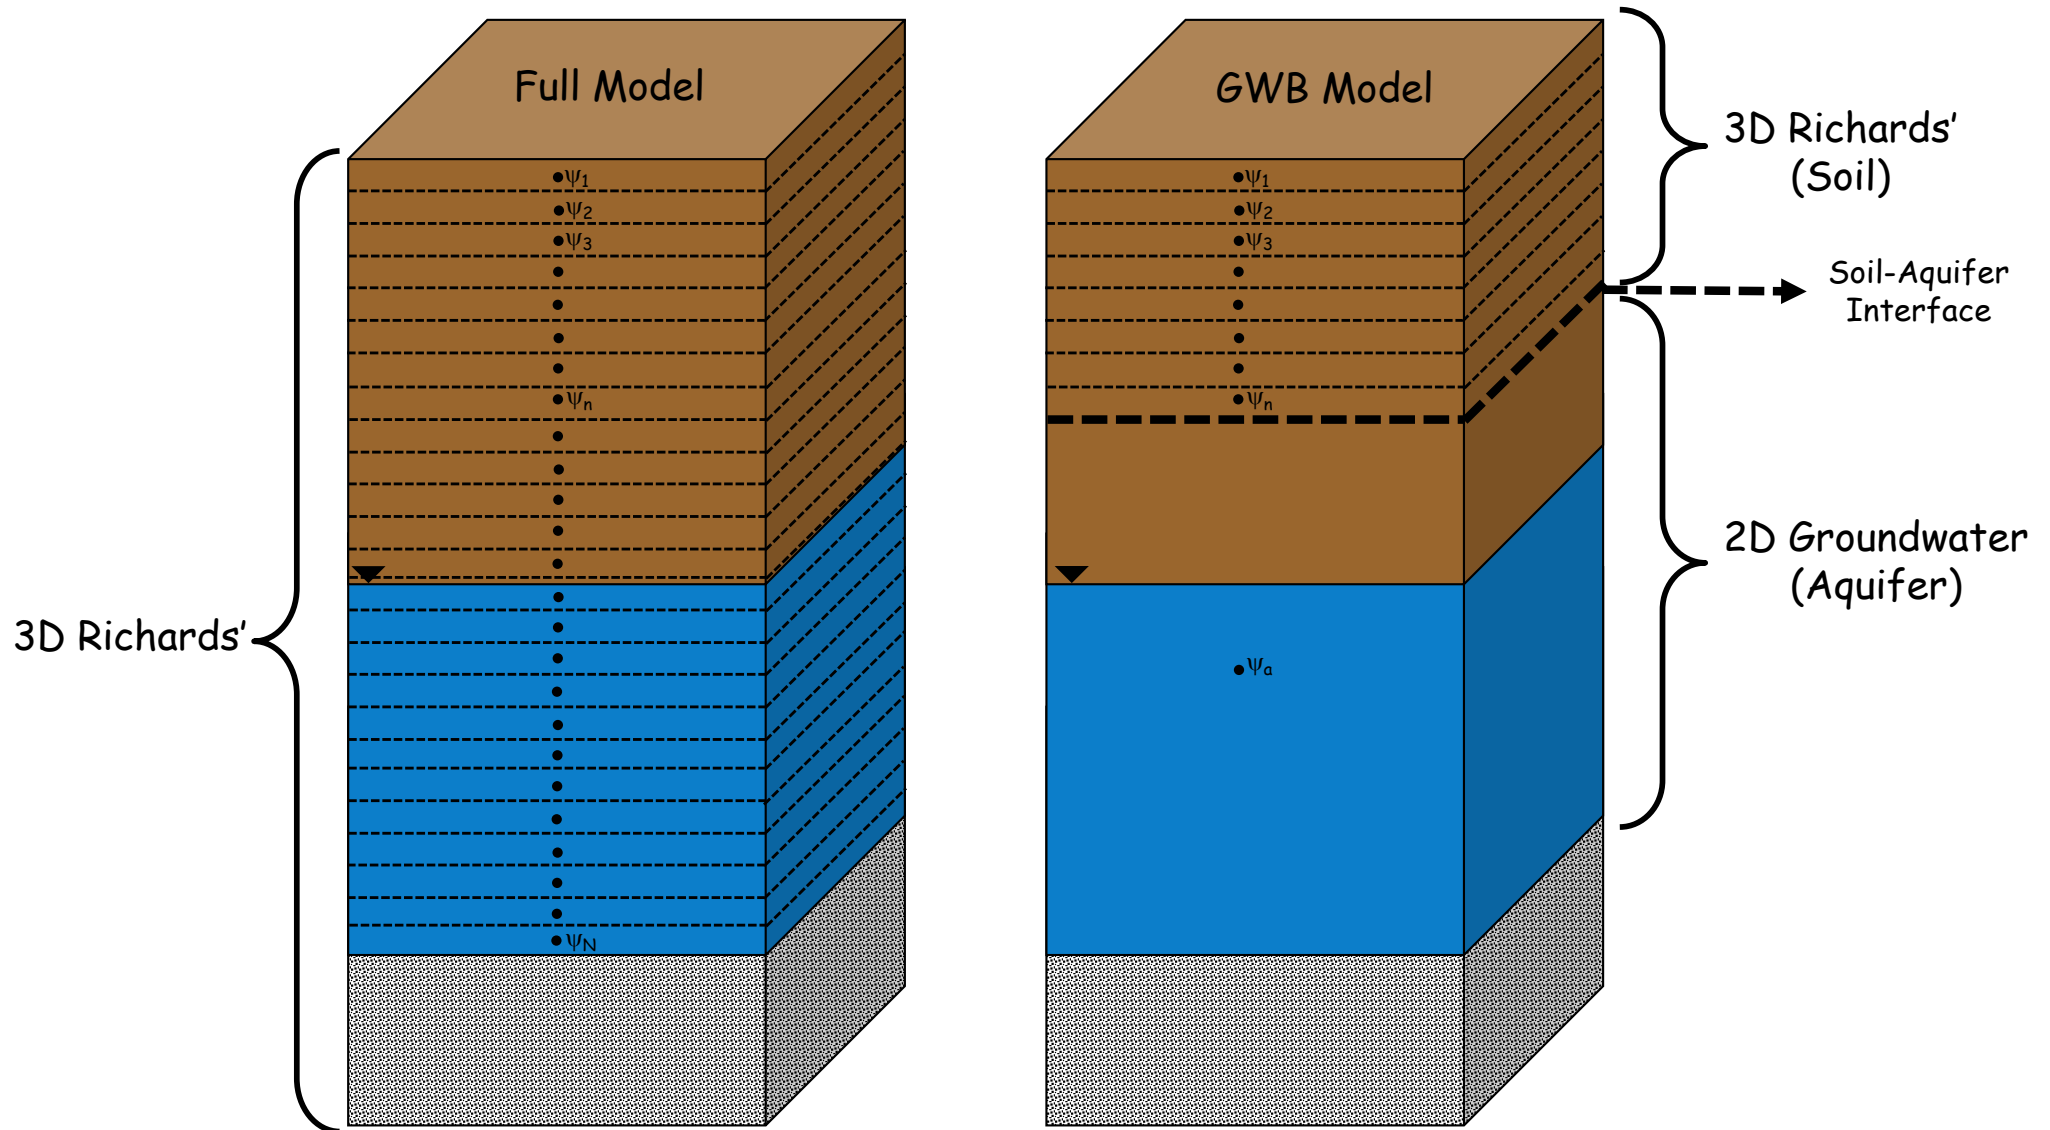 Full Model
ψ1
ψ2
ψ3
ψn
ψN
3D Richards’
GWB Model
ψ1
ψ2
ψ3
ψn
ψa
3D Richards’
(Soil)
Soil-Aquifer
Interface
2D Groundwater
(Aquifer)